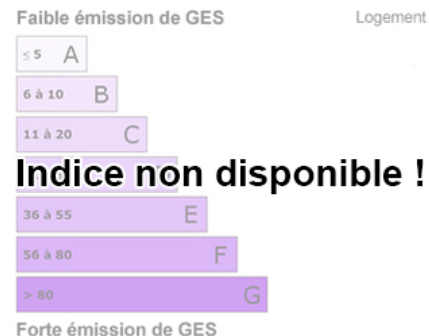 Faible émission de GES
Logement
≤ 5 A
6 à 10 B
11 à 20 C
Indice non disponible !
36 à 55 E
56 à 80 F
> 80 G
Forte émission de GES